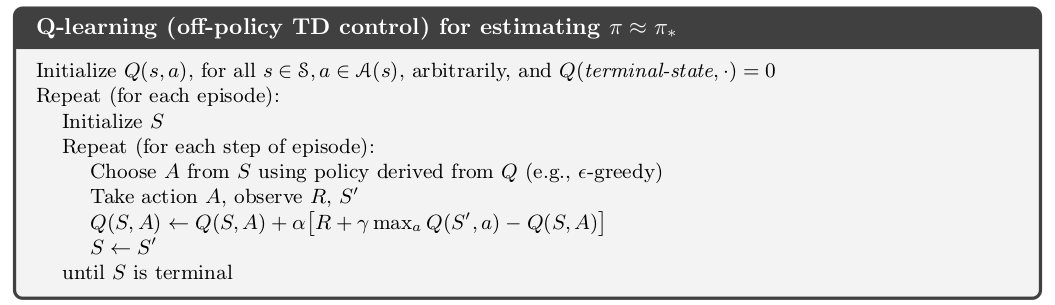 Q-learning (off-policy TD control) for estimating π ≈ π*
Initialize Q(s, a), for all s ∈ 𝒮, a ∈ 𝒜(s), arbitrarily, and Q(terminal-state, ·) = 0
Repeat (for each episode):
Initialize S
Repeat (for each step of episode):
Choose A from S using policy derived from Q (e.g., ϵ-greedy)
Take action A, observe R, S′
Q(S, A) ← Q(S, A) + α[R + γ maxₐ Q(S′, a) − Q(S, A)]
S ← S′
until S is terminal